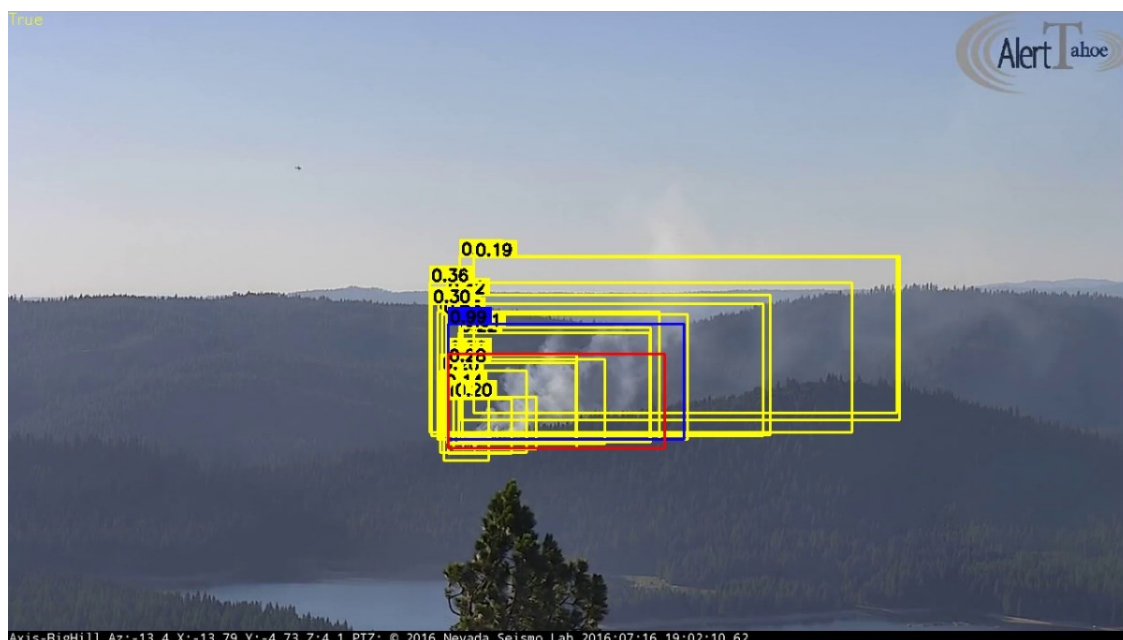 True
Alert Tahoe
0.19
0.36
0.30
0.99
0.28
0.20
Axis-BigHill Az:-13.4 X:-13.79 Y:-4.73 Z:4.1 PTZ: © 2016 Nevada Seismo Lab 2016:07:16 19:02:10.62